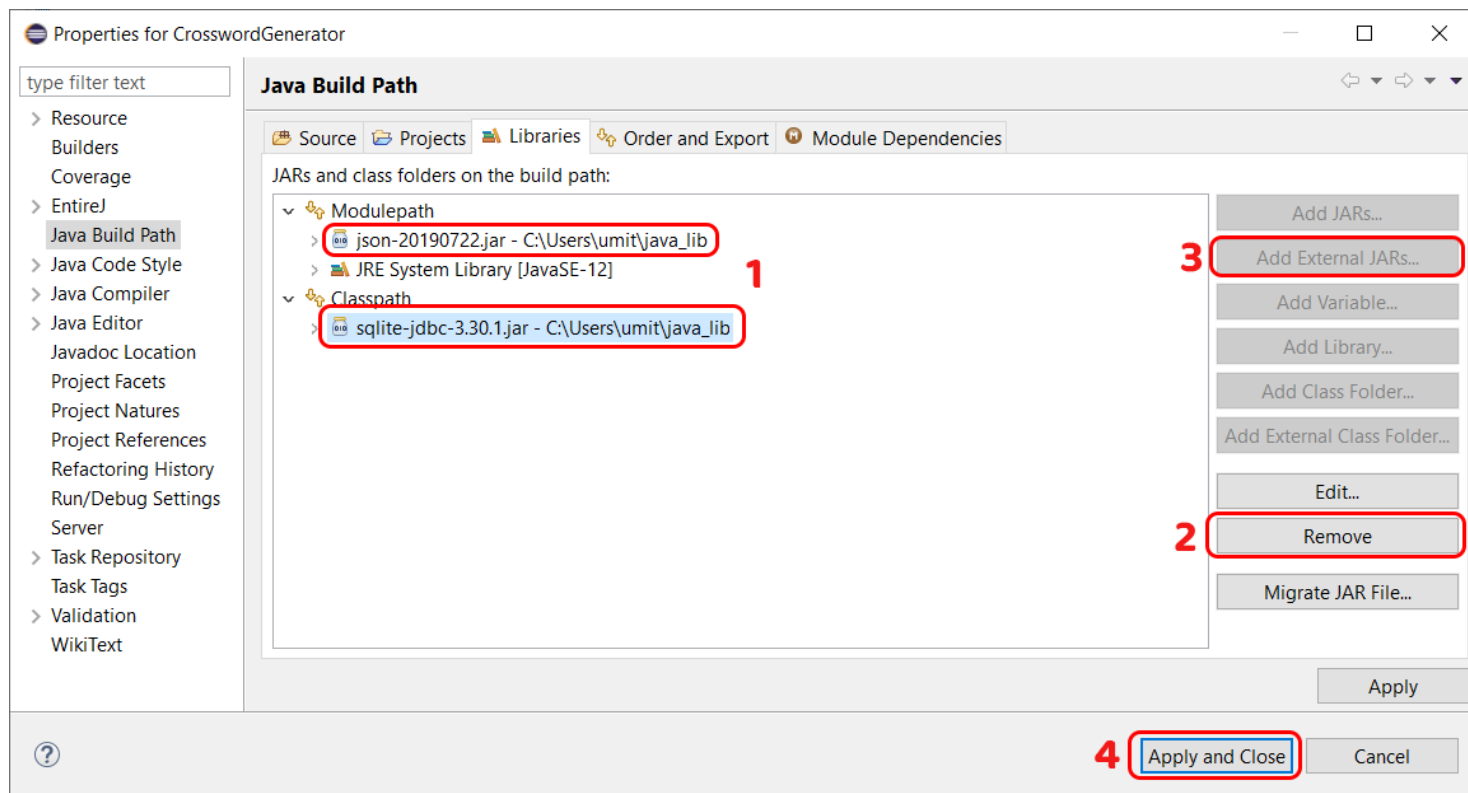 Properties for CrosswordGenerator
type filter text
Resource
Builders
Coverage
EntireJ
Java Build Path
Java Code Style
Java Compiler
Java Editor
Javadoc Location
Project Facets
Project Natures
Project References
Refactoring History
Run/Debug Settings
Server
Task Repository
Task Tags
Validation
WikiText
Java Build Path
Source Projects Libraries Order and Export Module Dependencies
JARs and class folders on the build path:
Modulepath
json-20190722.jar - C:\Users\umit\java_lib
JRE System Library [JavaSE-12]
1
Classpath
sqlite-jdbc-3.30.1.jar - C:\Users\umit\java_lib
Add JARs...
3 Add External JARs...
Add Variable...
Add Library...
Add Class Folder...
Add External Class Folder...
Edit...
2 Remove
Migrate JAR File...
Apply
? 4 Apply and Close Cancel